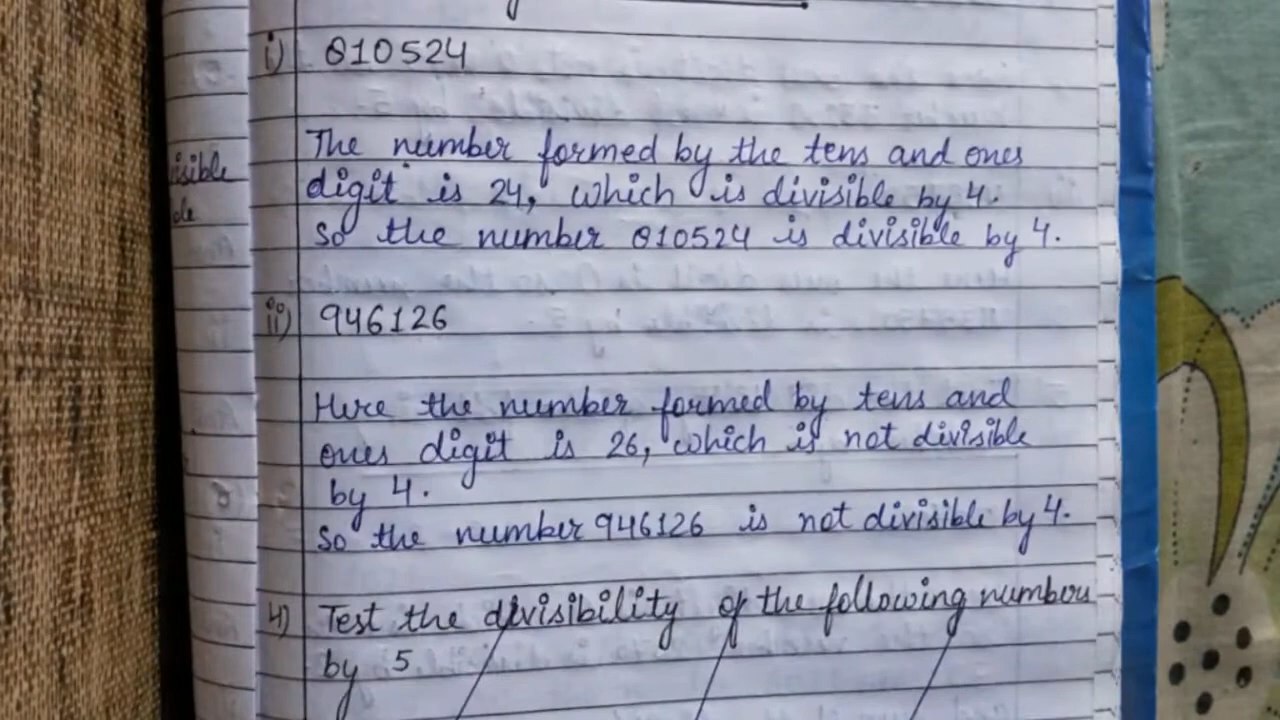 i) 810524
The number formed by the tens and ones
digit is 24, which is divisible by 4.
So the number 810524 is divisible by 4.
ii) 946126
Here the number formed by tens and
ones digit is 26, which is not divisible
by 4.
So the number 946126 is not divisible by 4.
4) Test the divisibility of the following numbers
by 5
isible